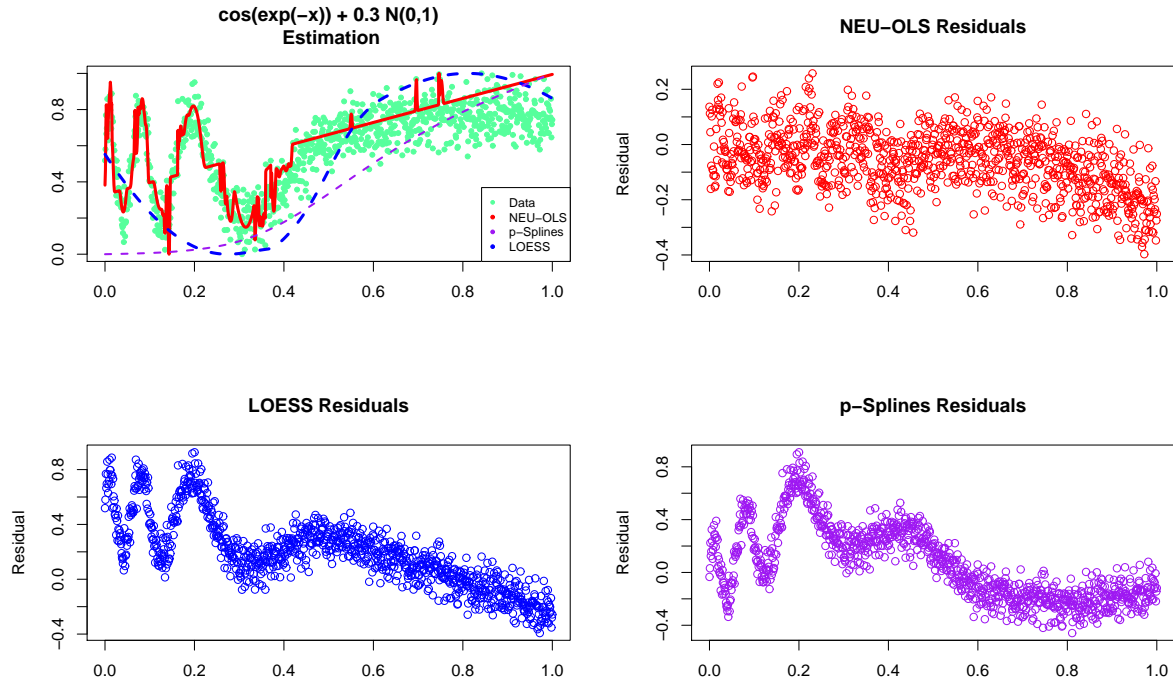 cos(exp(−x)) + 0.3 N(0,1)
Estimation
0.0 0.4 0.8
0.0 0.2 0.4 0.6 0.8 1.0
Data
NEU−OLS
p−Splines
LOESS
NEU−OLS Residuals
Residual
−0.4 −0.2 0.0 0.2
0.0 0.2 0.4 0.6 0.8 1.0
LOESS Residuals
Residual
−0.4 0.0 0.4 0.8
0.0 0.2 0.4 0.6 0.8 1.0
p−Splines Residuals
Residual
−0.4 0.0 0.4 0.8
0.0 0.2 0.4 0.6 0.8 1.0